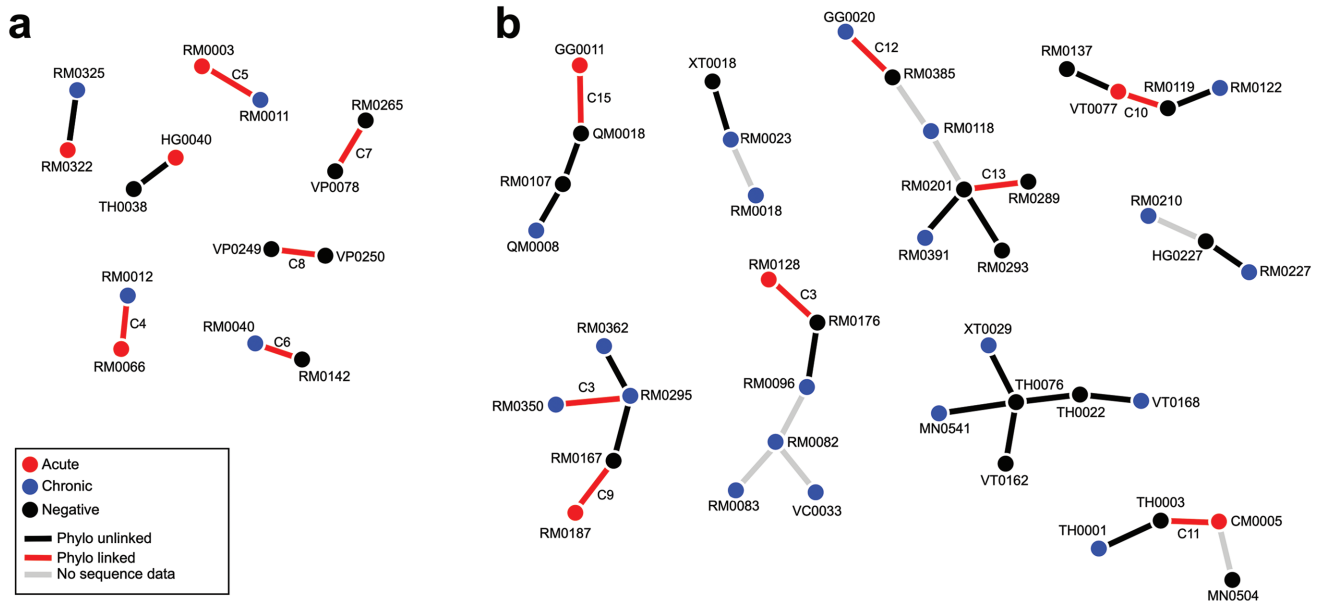 a
RM0325
RM0322
RM0003
C5
RM0011
HG0040
TH0038
RM0265
C7
VP0078
VP0249
C8
VP0250
RM0012
C4
RM0066
RM0040
C6
RM0142
Acute
Chronic
Negative
Phylo unlinked
Phylo linked
No sequence data
b
GG0011
C15
QM0018
RM0107
QM0008
XT0018
RM0023
RM0018
GG0020
C12
RM0385
RM0118
RM0201
C13
RM0289
RM0391
RM0293
RM0137
VT0077
C10
RM0119
RM0122
RM0210
HG0227
RM0227
RM0362
C3
RM0350
RM0295
RM0167
C9
RM0187
RM0128
C3
RM0176
RM0096
RM0082
RM0083
VC0033
XT0029
TH0076
MN0541
TH0022
VT0168
VT0162
TH0003
TH0001
C11
CM0005
MN0504